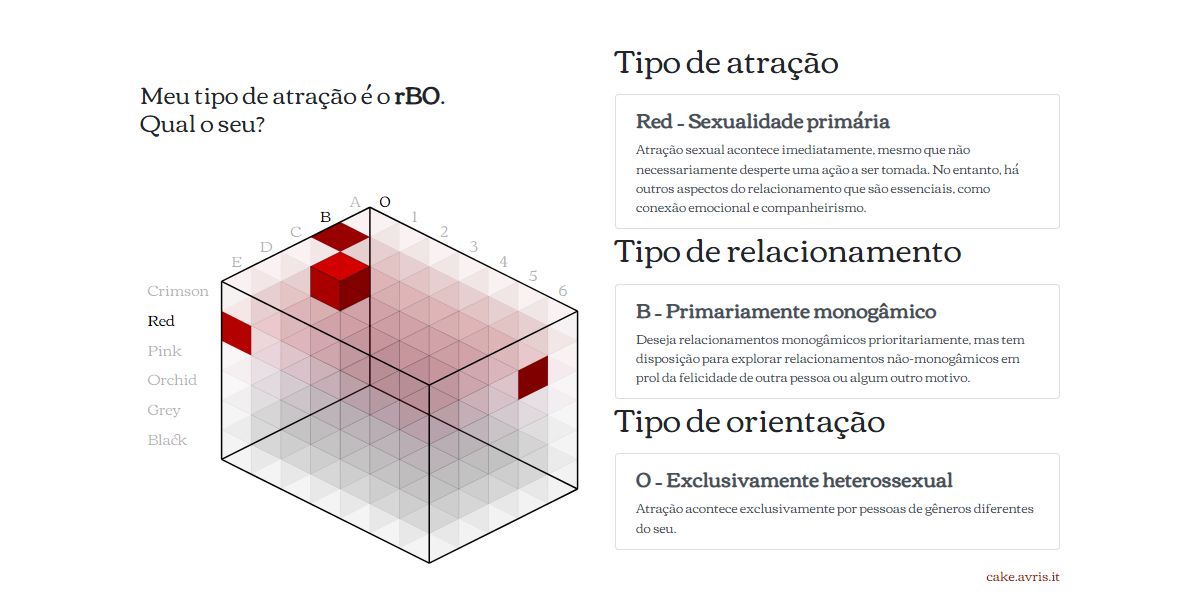 Meu tipo de atração é o rBO.
Qual o seu?
A O
B 1
C 2
D 3
E 4
5
6
Crimson
Red
Pink
Orchid
Grey
Black
Tipo de atração
Red - Sexualidade primária
Atração sexual acontece imediatamente, mesmo que não
necessariamente desperte uma ação a ser tomada. No entanto, há
outros aspectos do relacionamento que são essenciais, como
conexão emocional e companheirismo.
Tipo de relacionamento
B - Primariamente monogâmico
Deseja relacionamentos monogâmicos prioritariamente, mas tem
disposição para explorar relacionamentos não-monogâmicos em
prol da felicidade de outra pessoa ou algum outro motivo.
Tipo de orientação
O - Exclusivamente heterossexual
Atração acontece exclusivamente por pessoas de gêneros diferentes
do seu.
cake.avris.it